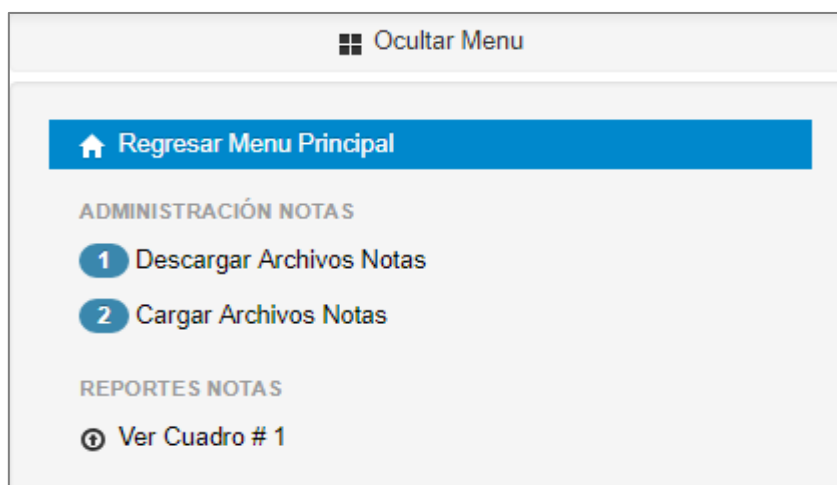 Ocultar Menu
Regresar Menu Principal
ADMINISTRACIÓN NOTAS
1 Descargar Archivos Notas
2 Cargar Archivos Notas
REPORTES NOTAS
Ver Cuadro # 1